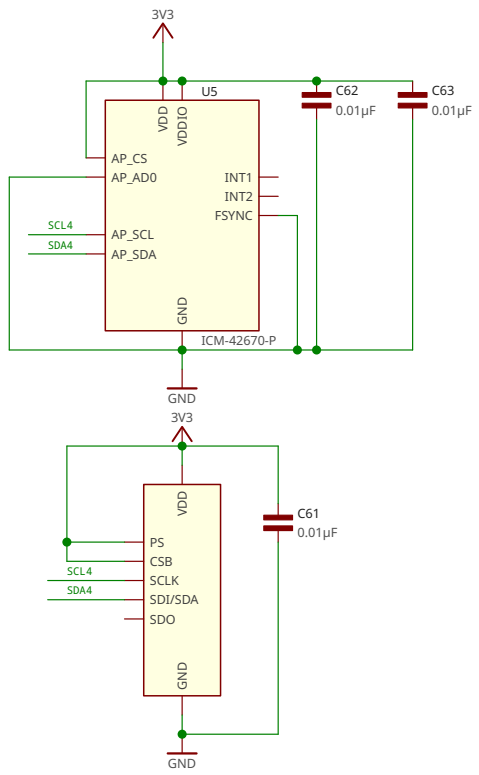 3V3
U5
C62
0.01µF
C63
0.01µF
VDD
VDDIO
AP_CS
AP_AD0
INT1
INT2
FSYNC
SCL4
AP_SCL
SDA4
AP_SDA
GND
ICM-42670-P
GND
3V3
VDD
C61
0.01µF
PS
CSB
SCL4
SCLK
SDA4
SDI/SDA
SDO
GND
GND